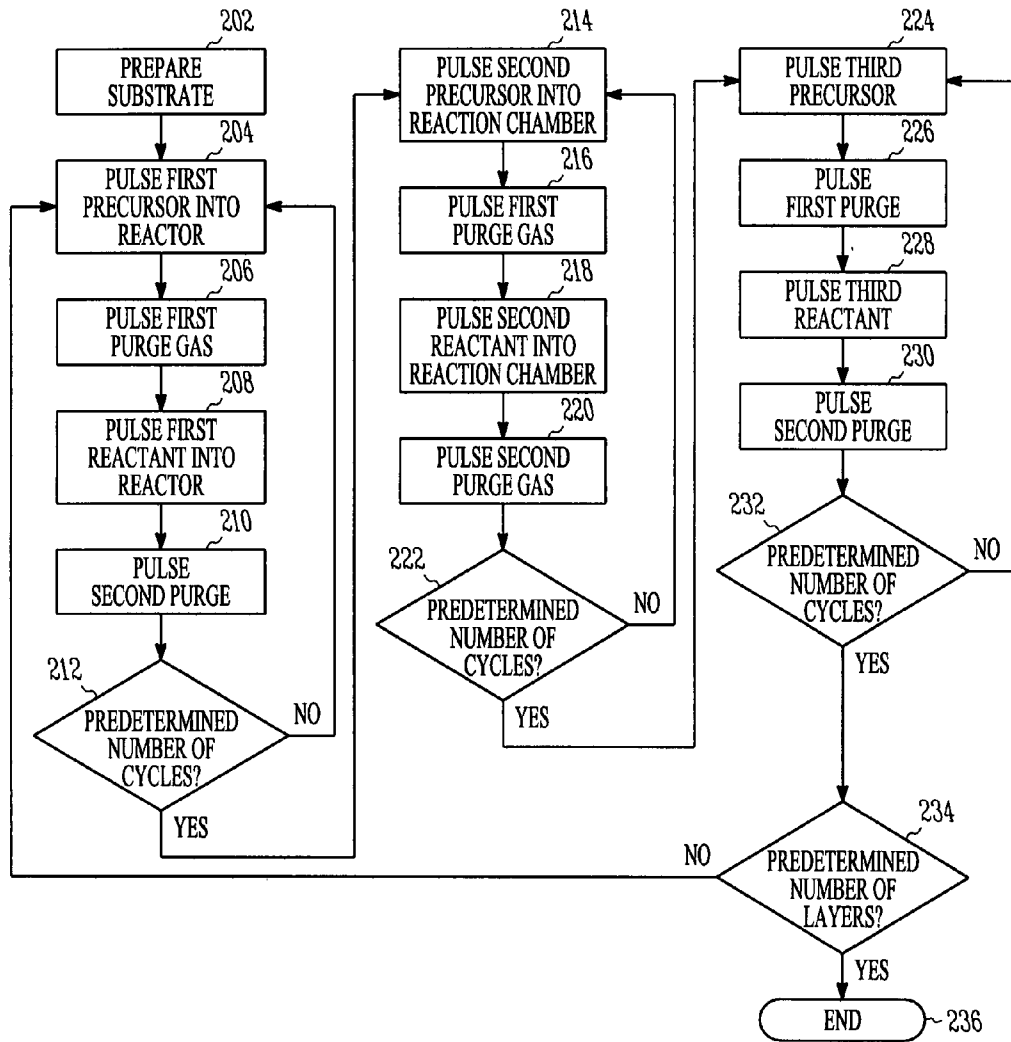 202
PREPARE
SUBSTRATE
204
PULSE FIRST
PRECURSOR INTO
REACTOR
206
PULSE FIRST
PURGE GAS
208
PULSE FIRST
REACTANT INTO
REACTOR
210
PULSE
SECOND PURGE
212
PREDETERMINED
NUMBER OF
CYCLES?
NO
YES
214
PULSE SECOND
PRECURSOR INTO
REACTION CHAMBER
216
PULSE FIRST
PURGE GAS
218
PULSE SECOND
REACTANT INTO
REACTION CHAMBER
220
PULSE SECOND
PURGE GAS
222
PREDETERMINED
NUMBER OF
CYCLES?
NO
YES
224
PULSE THIRD
PRECURSOR
226
PULSE
FIRST PURGE
228
PULSE THIRD
REACTANT
230
PULSE
SECOND PURGE
232
PREDETERMINED
NUMBER OF
CYCLES?
NO
YES
234
PREDETERMINED
NUMBER OF
LAYERS?
NO
YES
END
236